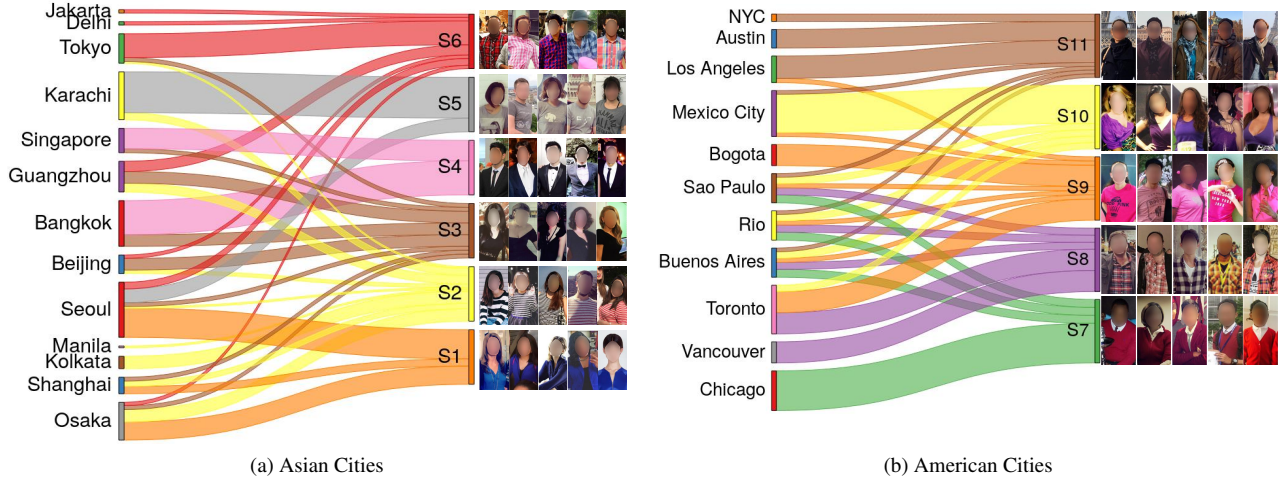 Jakarta
Delhi
Tokyo
Karachi
Singapore
Guangzhou
Bangkok
Beijing
Seoul
Manila
Kolkata
Shanghai
Osaka
S6
S5
S4
S3
S2
S1
(a) Asian Cities
NYC
Austin
Los Angeles
Mexico City
Bogota
Sao Paulo
Rio
Buenos Aires
Toronto
Vancouver
Chicago
S11
S10
S9
S8
S7
(b) American Cities